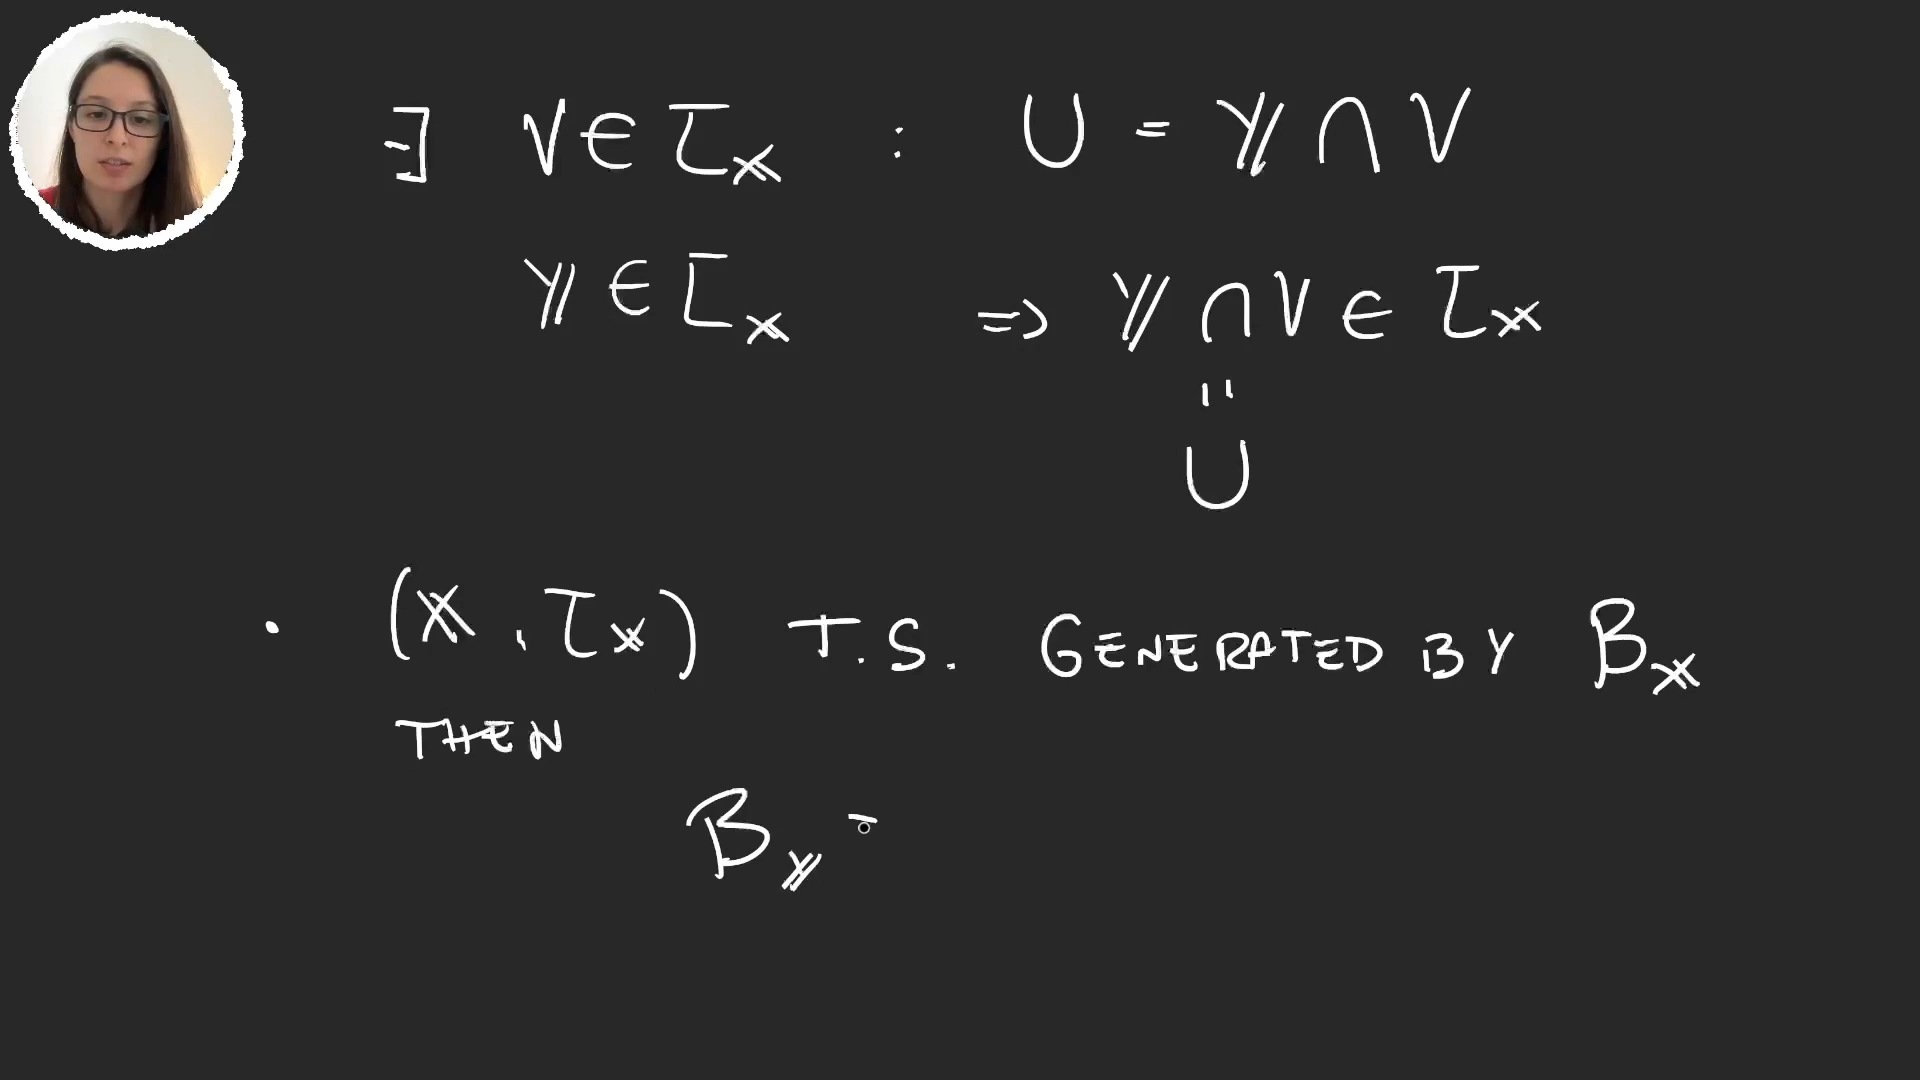 ∃ V ∈ τ_𝕏 : U = 𝕐 ∩ V
𝕐 ∈ τ_𝕏 ⇒ 𝕐 ∩ V ∈ τ_𝕏
=
U
• (𝕏, τ_𝕏) T.S. GENERATED BY B_𝕏
THEN
B_𝕐 =